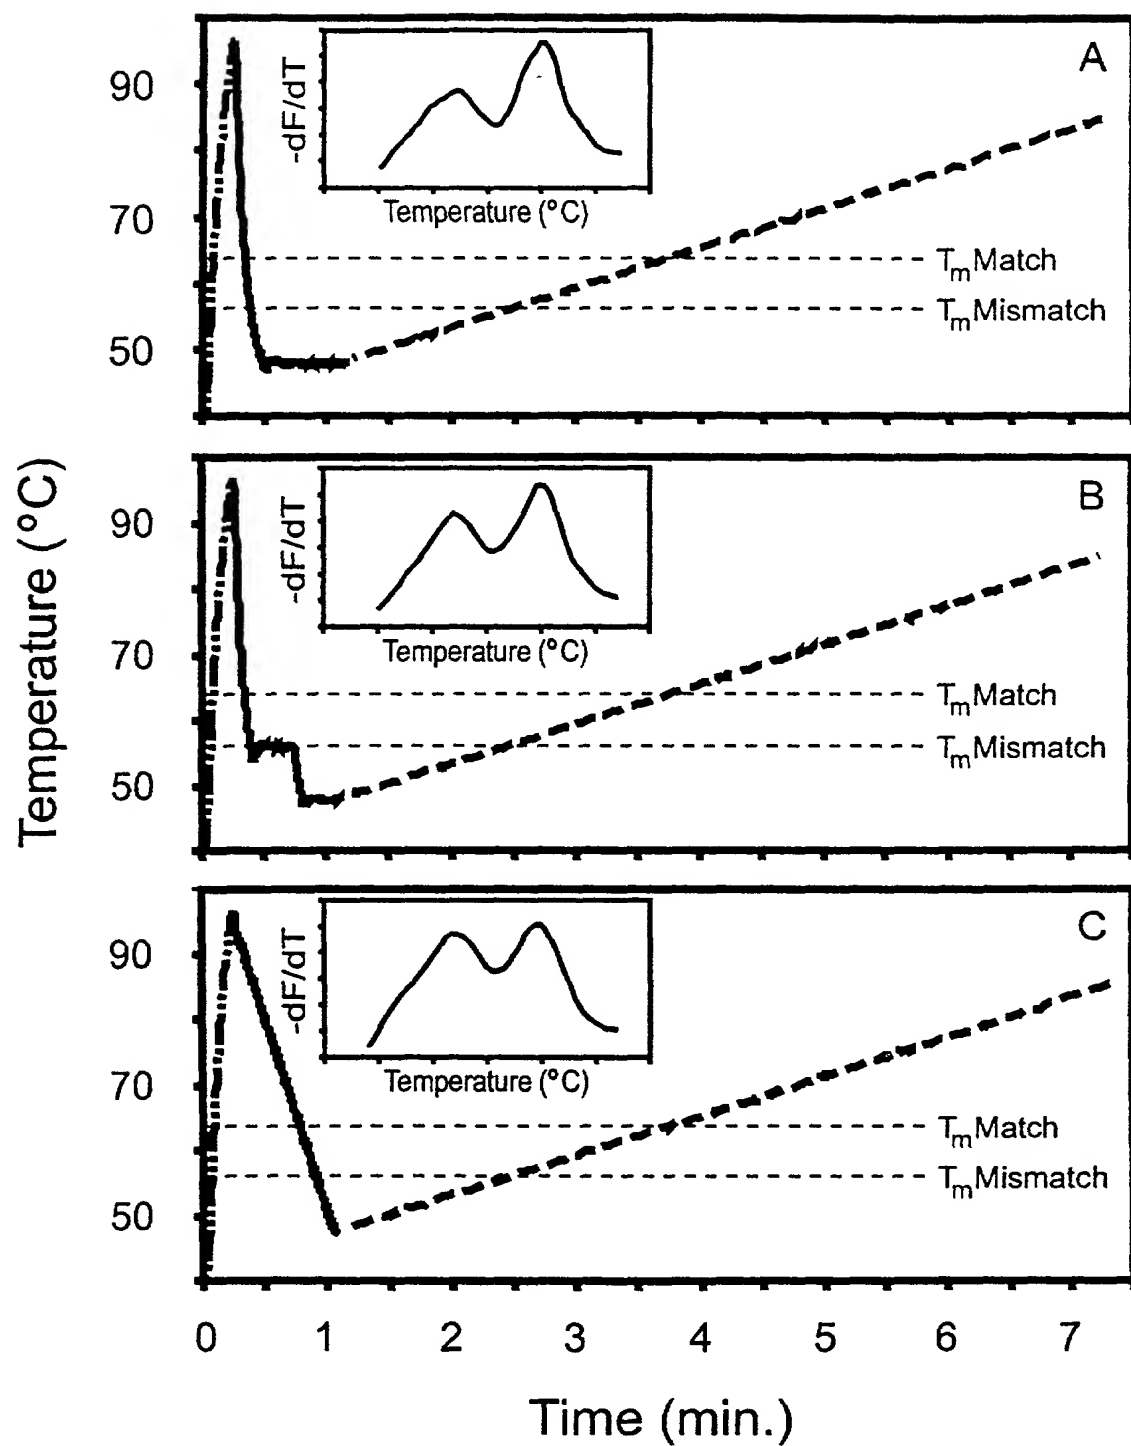 A
90
70
50
-dF/dT
Temperature (°C)
TmMatch
TmMismatch
B
90
70
50
-dF/dT
Temperature (°C)
TmMatch
TmMismatch
C
90
70
50
-dF/dT
Temperature (°C)
TmMatch
TmMismatch
Temperature (°C)
0 1 2 3 4 5 6 7
Time (min.)